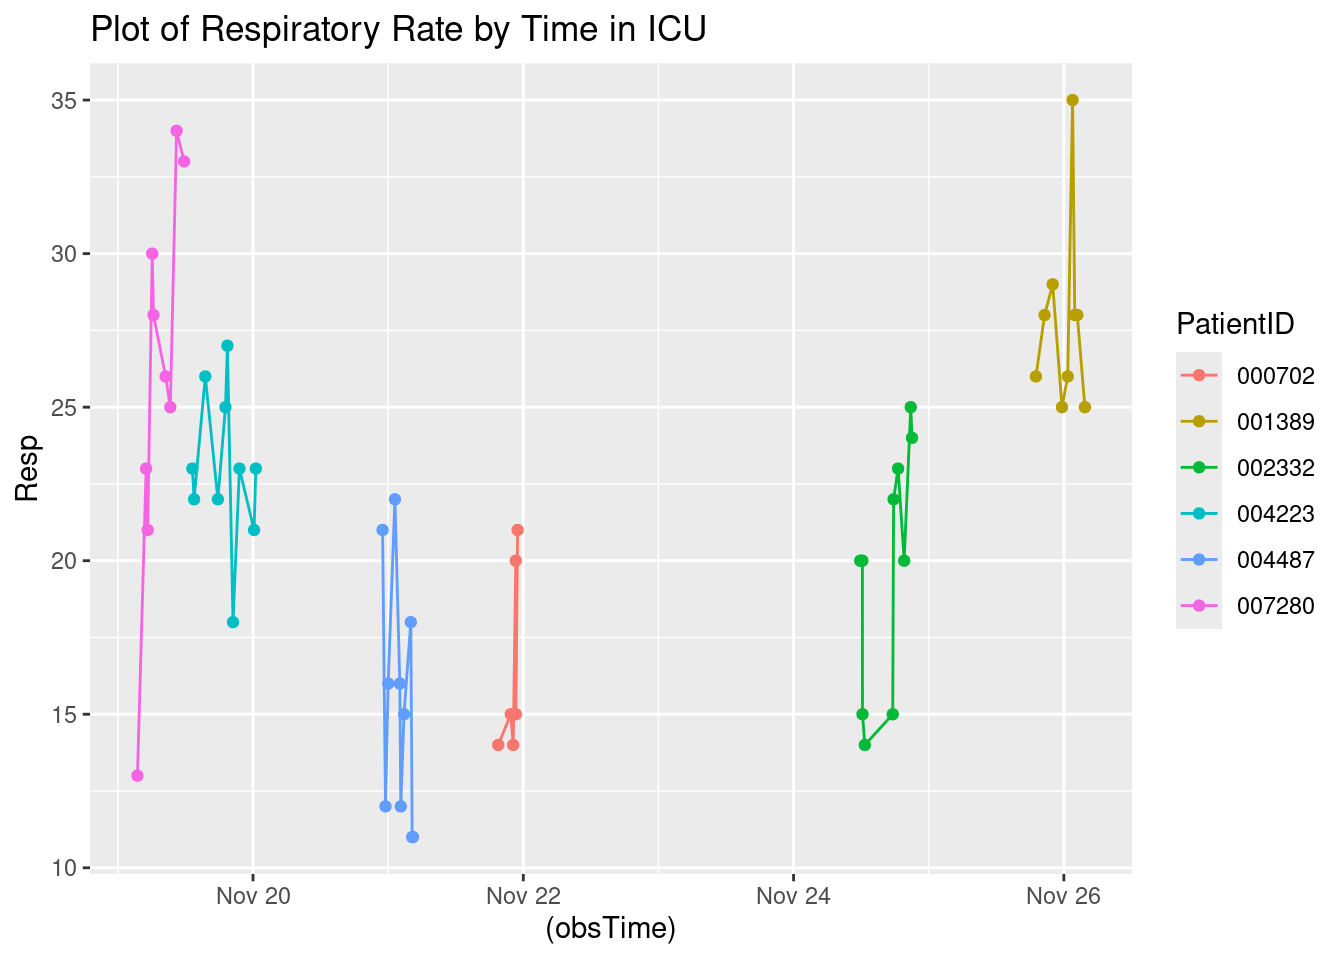 Plot of Respiratory Rate by Time in ICU
35
30
25
20
15
10
Resp
Nov 20
Nov 22
Nov 24
Nov 26
(obsTime)
PatientID
000702
001389
002332
004223
004487
007280